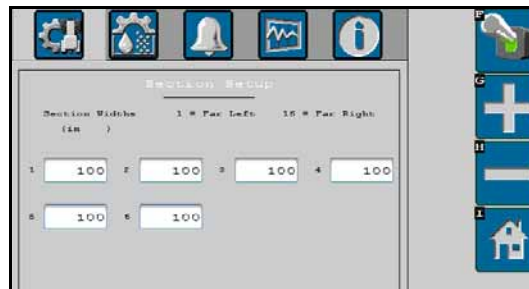 F
Section Setup
G
Section Widths 1 = Far Left 16 = Far Right
(in )
H
1 100 2 100 3 100 4 100
I
5 100 6 100